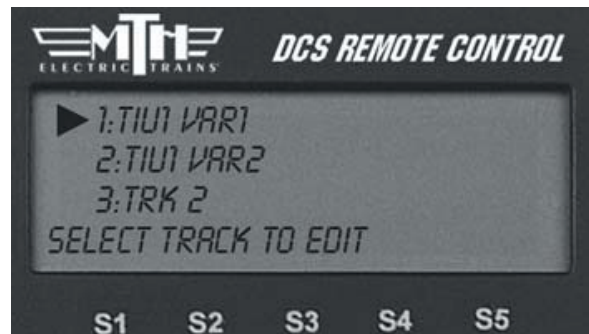 MTH
ELECTRIC TRAINS
DCS REMOTE CONTROL
1:TIU1 VAR1
2:TIU1 VAR2
3:TRK 2
SELECT TRACK TO EDIT
S1 S2 S3 S4 S5